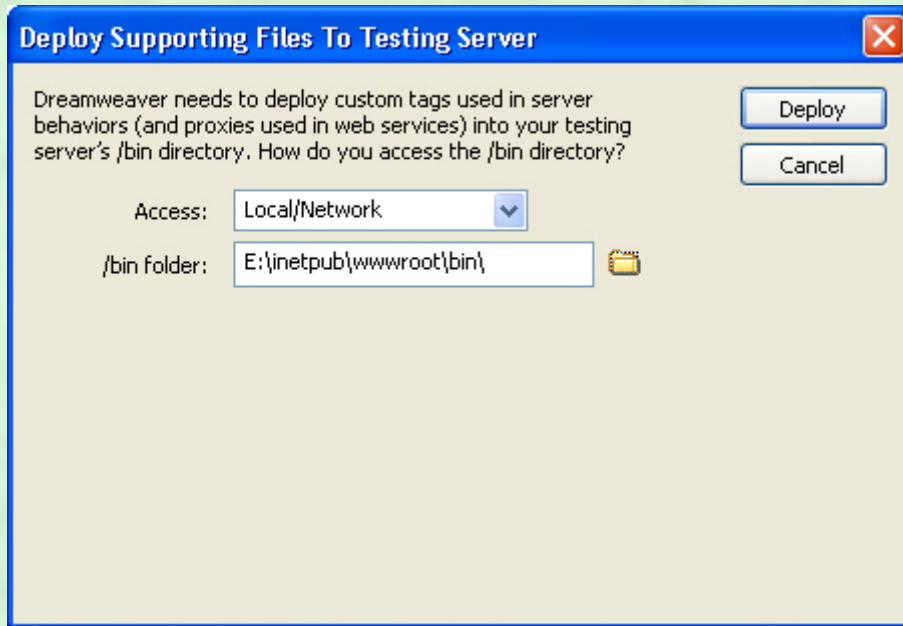 Deploy Supporting Files To Testing Server
Dreamweaver needs to deploy custom tags used in server
behaviors (and proxies used in web services) into your testing
server's /bin directory. How do you access the /bin directory?
Deploy
Cancel
Access: Local/Network
/bin folder: E:\inetpub\wwwroot\bin\